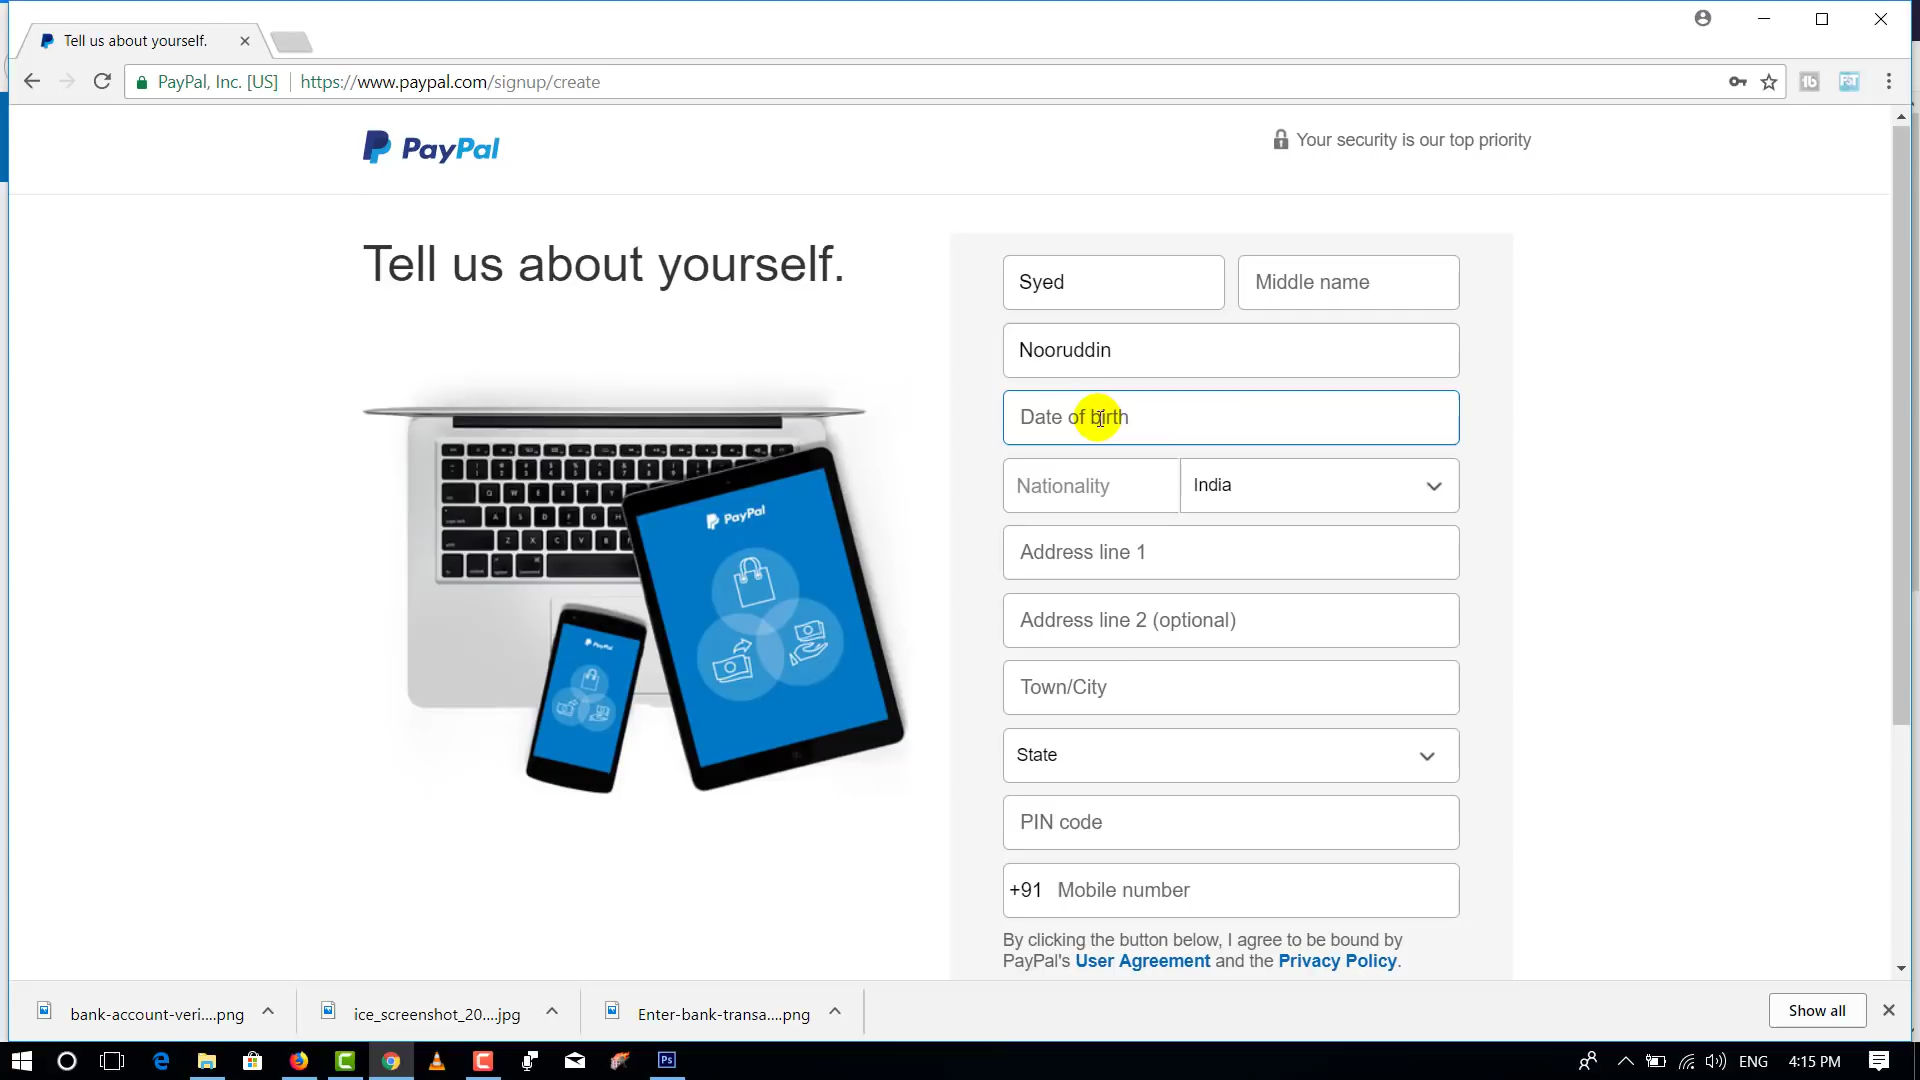 Tell us about yourself.
PayPal, Inc. [US] https://www.paypal.com/signup/create
PayPal
Your security is our top priority
Tell us about yourself.
Syed
Middle name
Nooruddin
Date of birth
Nationality
India
Address line 1
Address line 2 (optional)
Town/City
State
PIN code
+91 Mobile number
By clicking the button below, I agree to be bound by
PayPal's User Agreement and the Privacy Policy.
PayPal
PayPal
bank-account-veri....png
ice_screenshot_20....jpg
Enter-bank-transa....png
Show all
Ps
ENG
4:15 PM